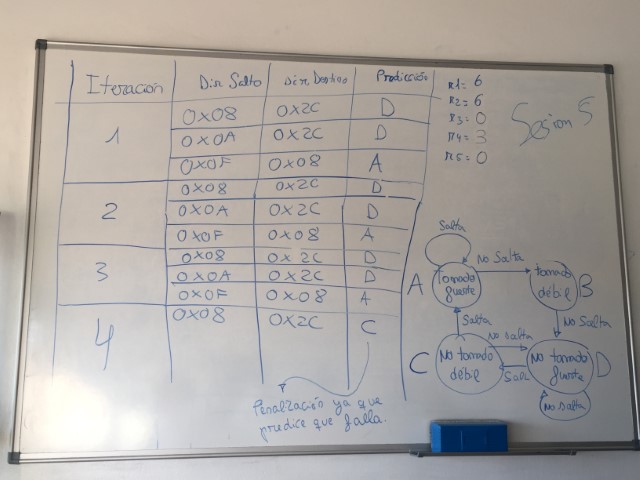 Iteración Dir Salto Dir Destino Predicción
1 0x08 0x2C D
0x0A 0x2C D
0x0F 0x08 A
2 0x08 0x2C D
0x0A 0x2C D
0x0F 0x08 A
3 0x08 0x2C D
0x0A 0x2C D
0x0F 0x08 A
4 0x08 0x2C C
Penalización ya que
predice que falla.
R1= 6
R2= 6
R3= 0
R4= 3
R5= 0
Sesion 5
Salta
No Salta
A
Tomado
fuerte
tomado
débil
B
Salta
No Salta
C
No tomado
débil
No salta
Salt
No tomado
fuerte
D
No salta